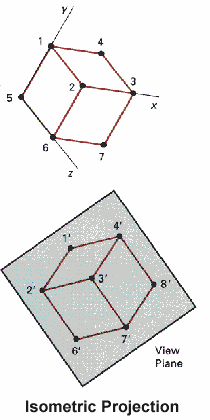 y
1
4
2
3
5
x
6
7
z
4'
1'
3'
2'
8'
6'
7'
View
Plane
Isometric Projection